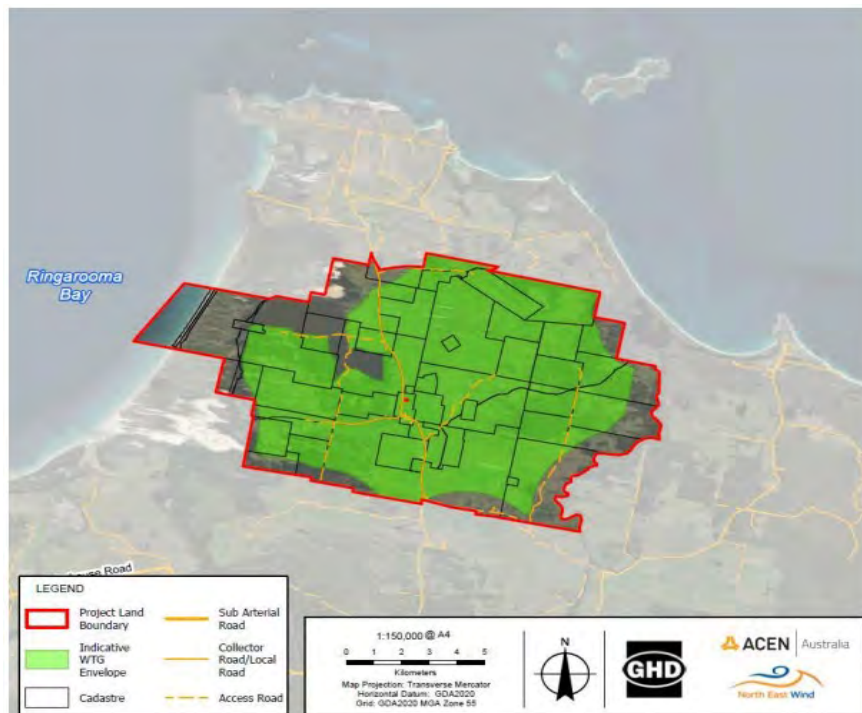 Ringarooma
Bay
Road
LEGEND
Project Land
Boundary
Sub Arterial
Road
Indicative
WTG
Envelope
Collector
Road/Local
Road
Cadastre
Access Road
1:150,000 @ A4
0 1 2 3 4 5
Kilometers
Map Projection: Transverse Mercator
Horizontal Datum: GDA2020
Grid: GDA2020 MGA Zone 55
N
GHD
ACEN Australia
North East Wind